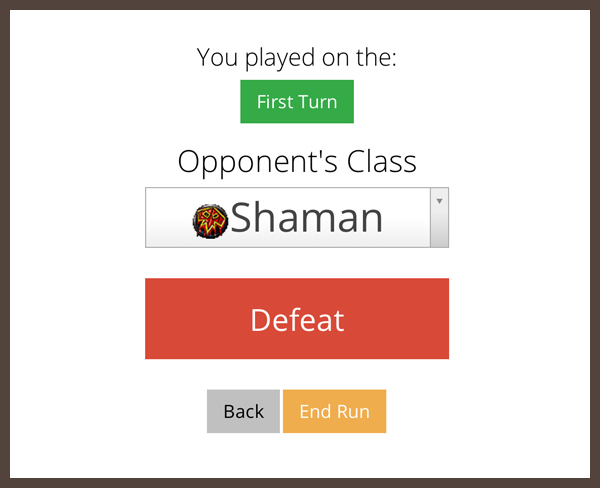 You played on the:
First Turn
Opponent's Class
Shaman
Defeat
Back End Run